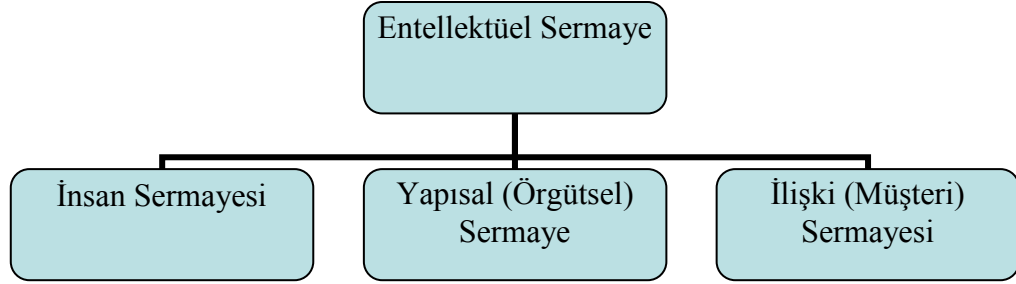 Entellektüel Sermaye
İnsan Sermayesi
Yapısal (Örgütsel)
Sermaye
İlişki (Müşteri)
Sermayesi